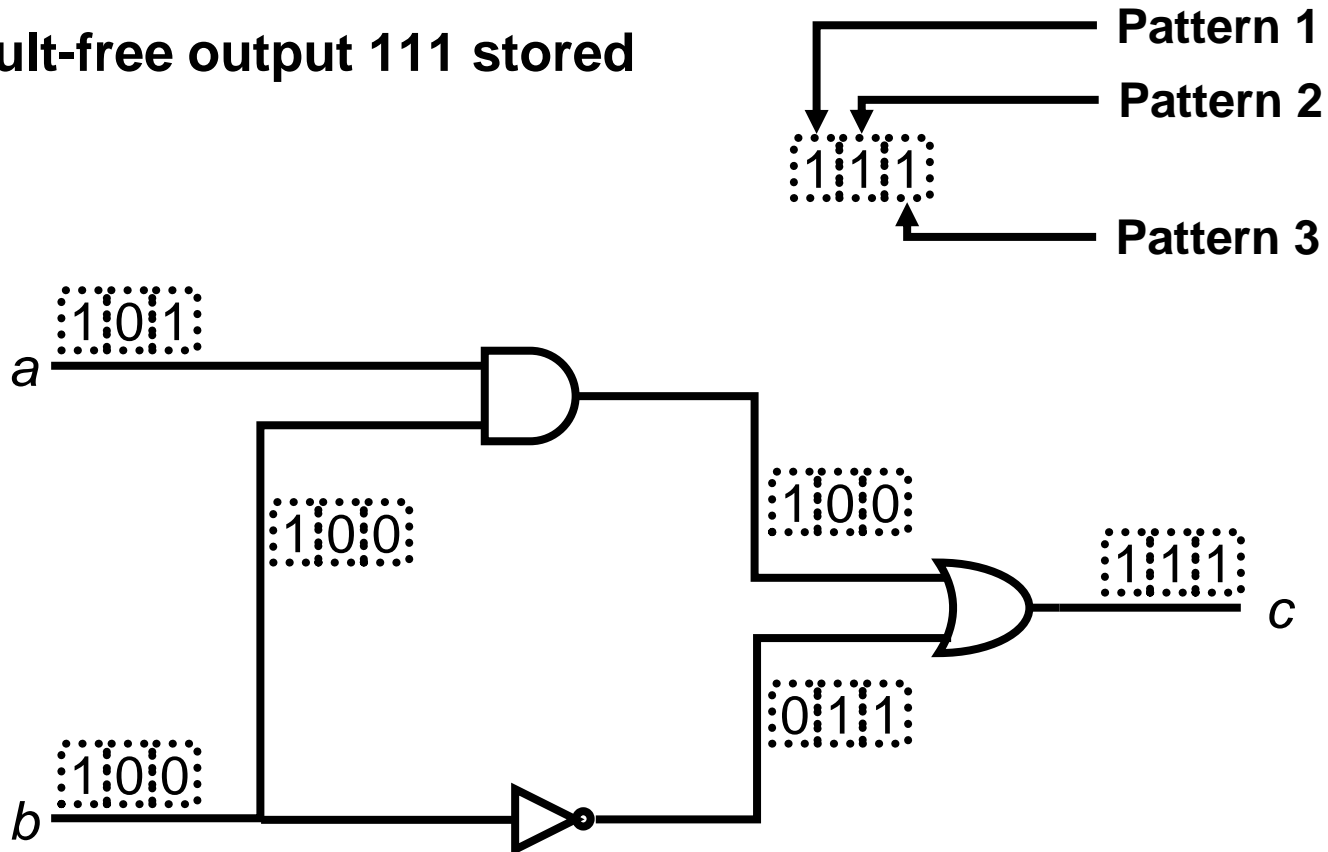 ult-free output 111 stored
Pattern 1
Pattern 2
111
Pattern 3
101
a
100
100
111
c
011
100
b